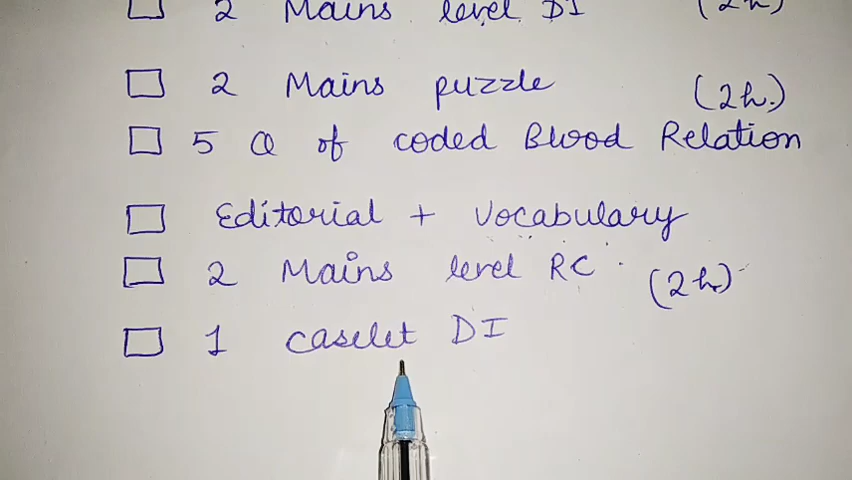 2 Mains level DI (2h)
2 Mains puzzle (2h.)
5 Q of coded Blood Relation
Editorial + Vocabulary
2 Mains level RC. (2h)
1 caselet DI